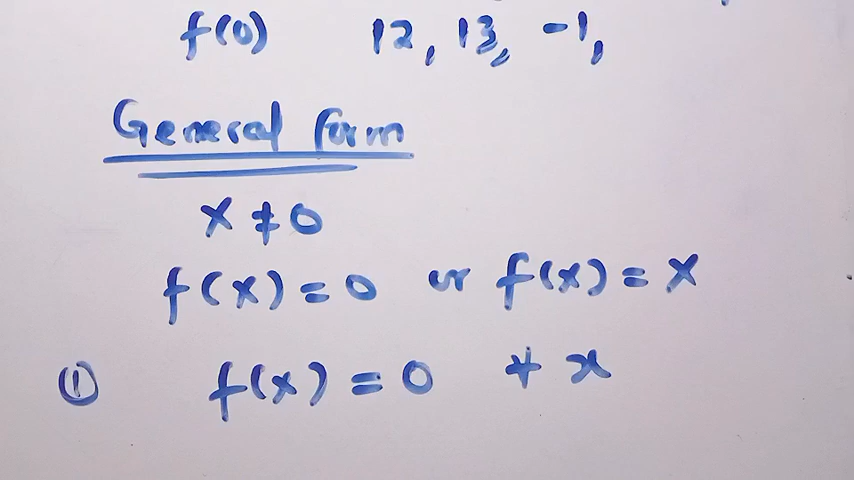 f(0) 12, 13, -1,
General form
x ≠ 0
f(x) = 0 or f(x) = x
① f(x) = 0 ∀ x